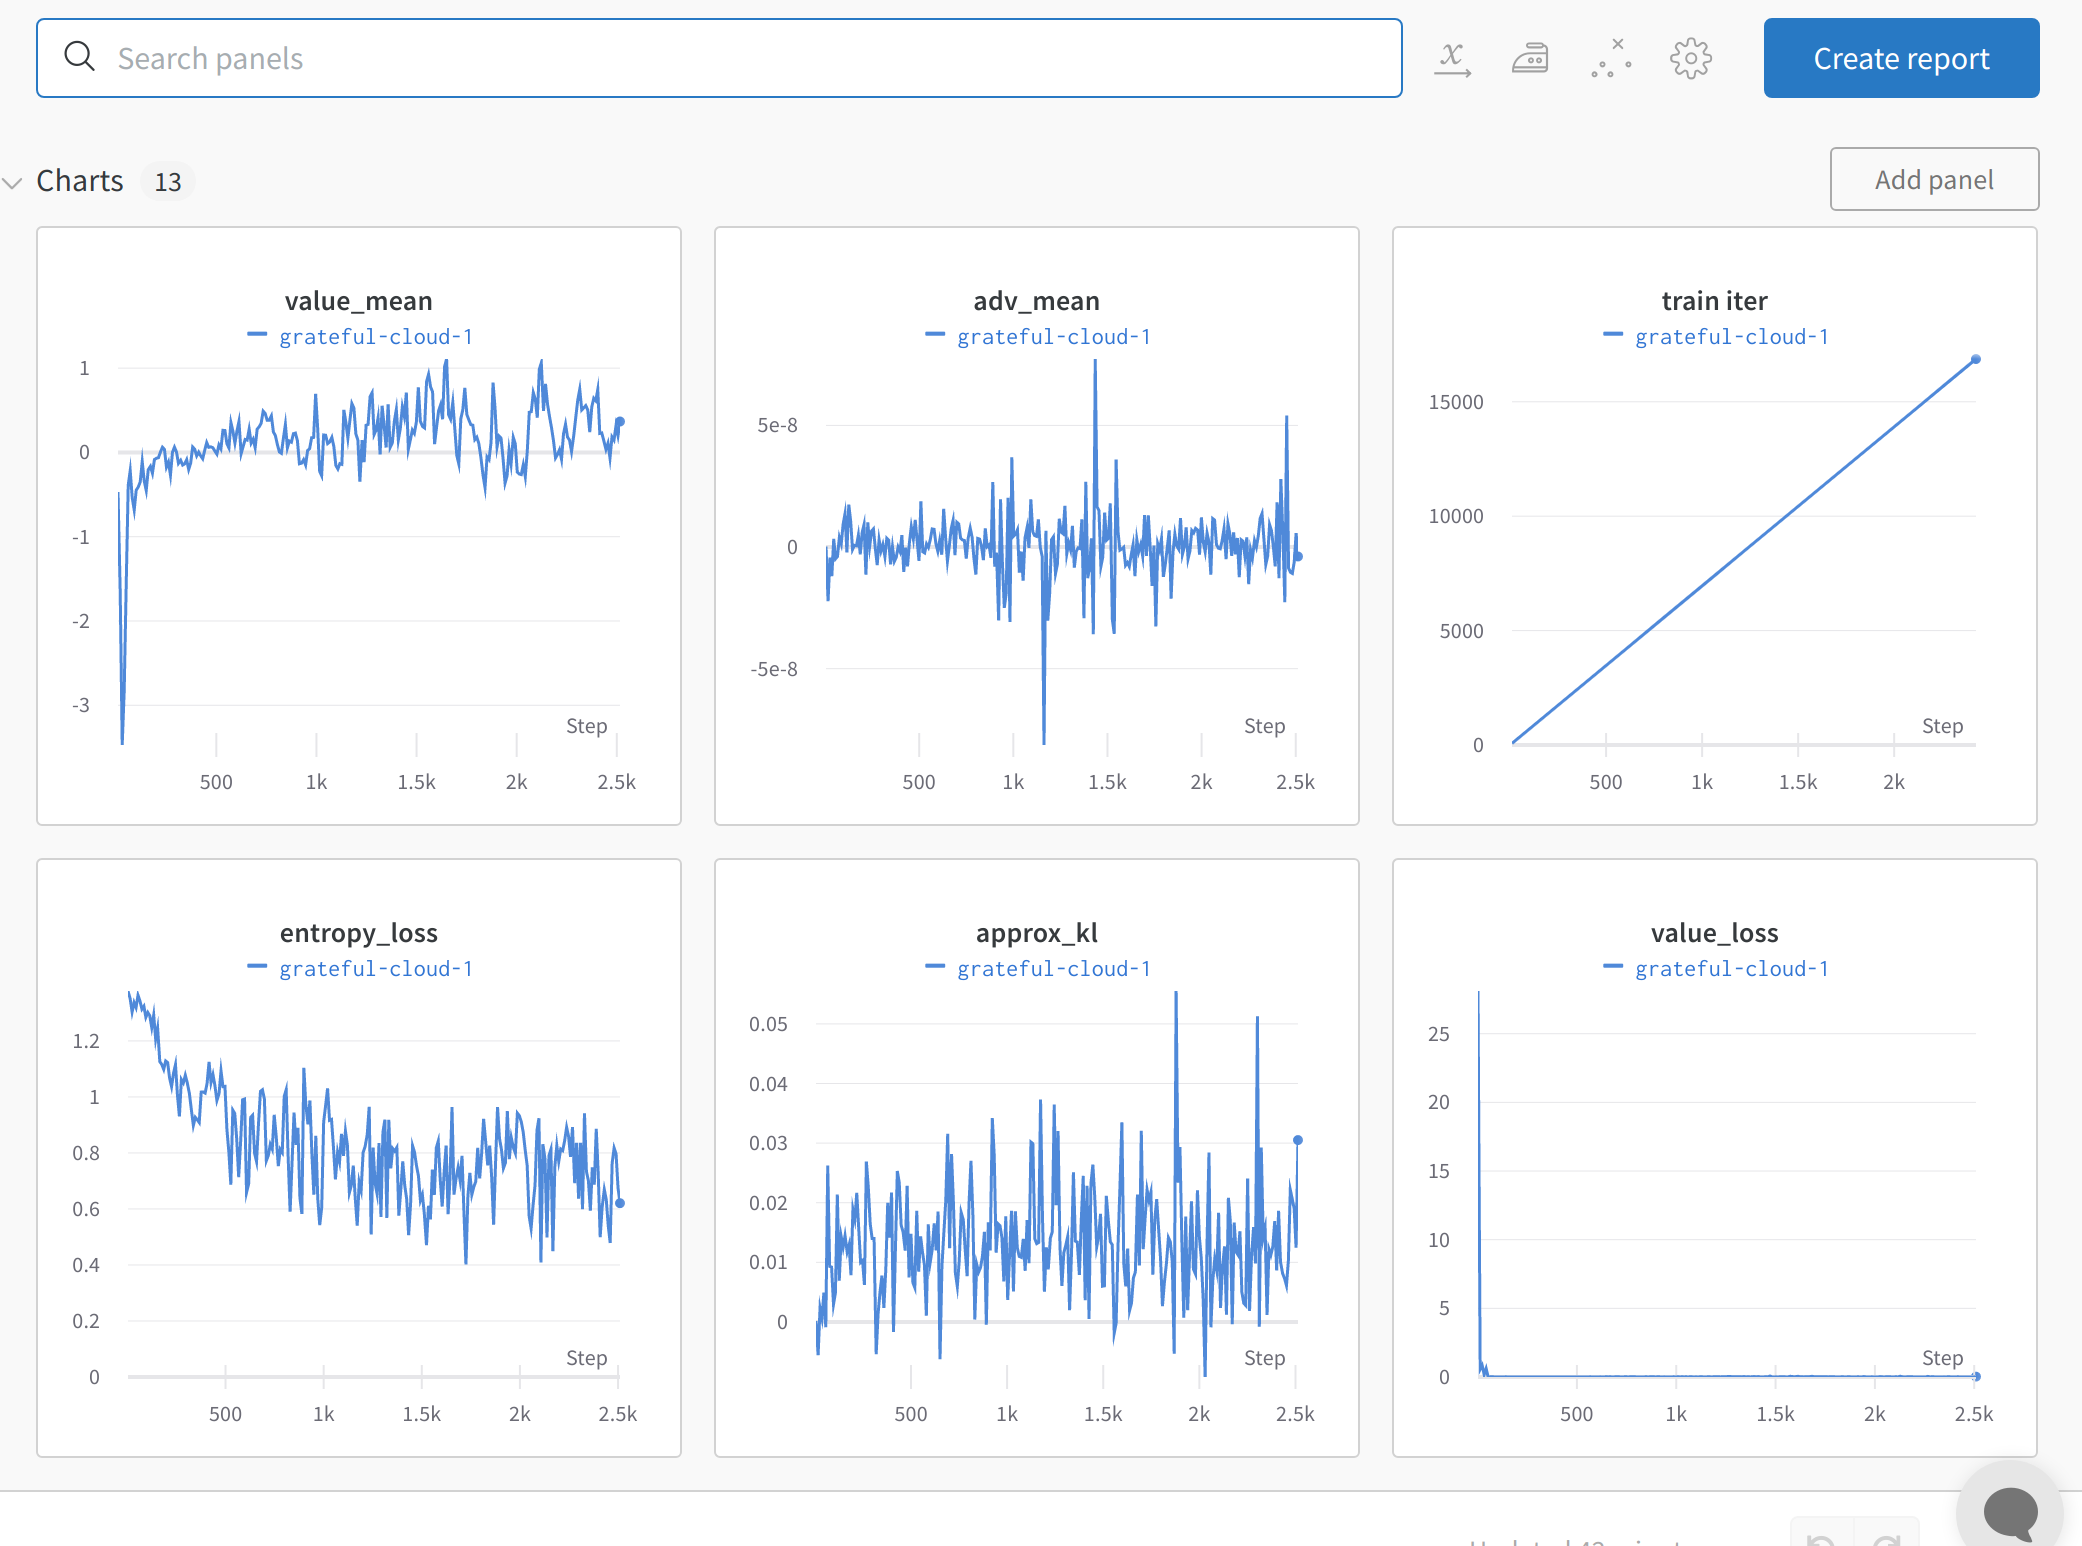 Search panels
Create report
Charts 13
Add panel
value_mean
grateful-cloud-1
1
0
-1
-2
-3
Step
500 1k 1.5k 2k 2.5k
adv_mean
grateful-cloud-1
5e-8
0
-5e-8
Step
500 1k 1.5k 2k 2.5k
train iter
grateful-cloud-1
15000
10000
5000
0
Step
500 1k 1.5k 2k
entropy_loss
grateful-cloud-1
1.2
1
0.8
0.6
0.4
0.2
0
Step
500 1k 1.5k 2k 2.5k
approx_kl
grateful-cloud-1
0.05
0.04
0.03
0.02
0.01
0
Step
500 1k 1.5k 2k 2.5k
value_loss
grateful-cloud-1
25
20
15
10
5
0
Step
500 1k 1.5k 2k 2.5k